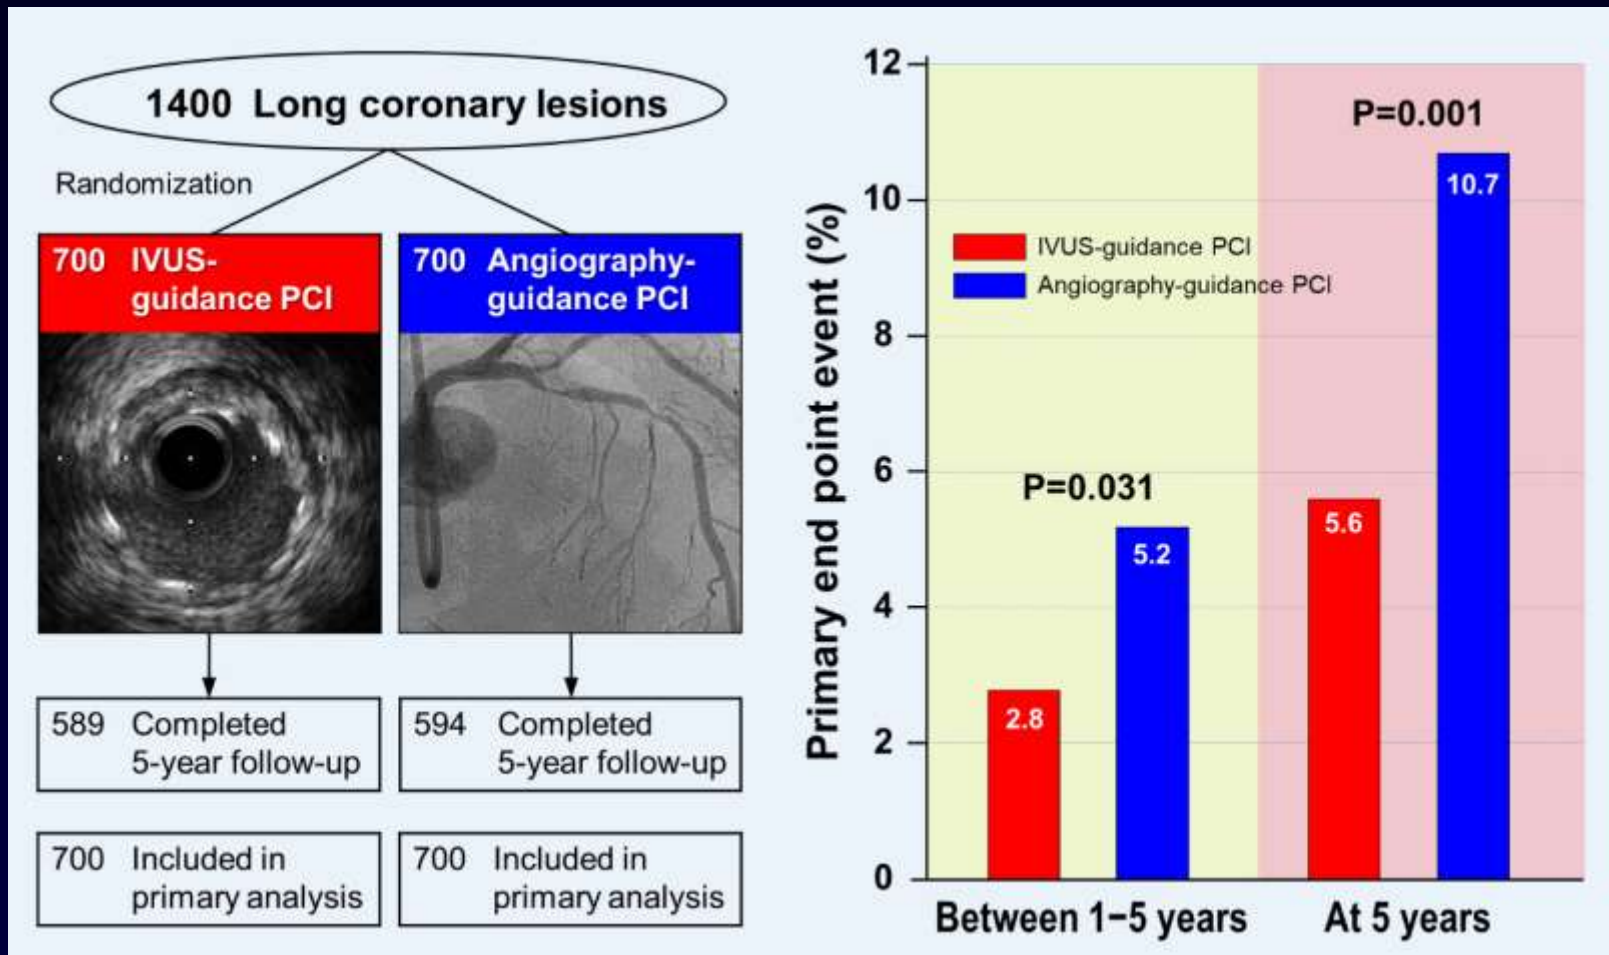 1400 Long coronary lesions
Randomization
700 IVUS-
guidance PCI
700 Angiography-
guidance PCI
589 Completed
5-year follow-up
594 Completed
5-year follow-up
700 Included in
primary analysis
700 Included in
primary analysis
Primary end point event (%)
12
10
8
6
4
2
0
IVUS-guidance PCI
Angiography-guidance PCI
P=0.031
2.8
5.2
P=0.001
5.6
10.7
Between 1−5 years
At 5 years